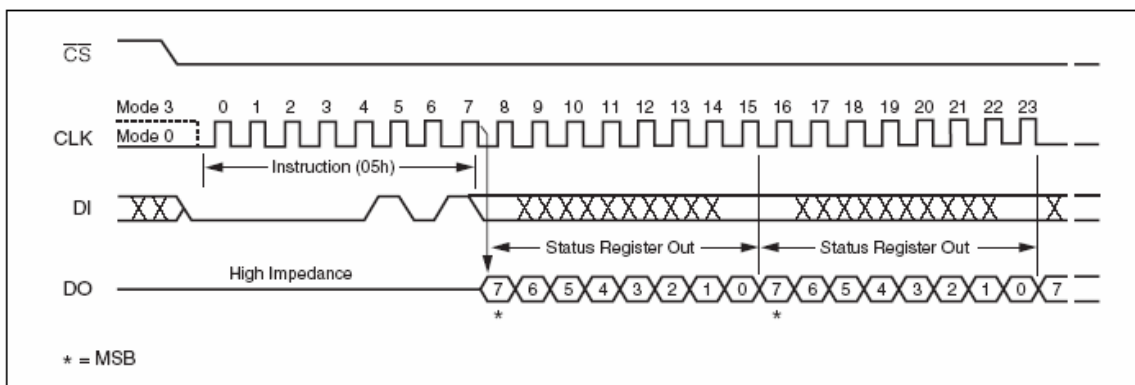 CS
Mode 3 0 1 2 3 4 5 6 7 8 9 10 11 12 13 14 15 16 17 18 19 20 21 22 23
CLK Mode 0
Instruction (05h)
DI
Status Register Out Status Register Out
High Impedance
DO 7 6 5 4 3 2 1 0 7 6 5 4 3 2 1 0 7
* *
* = MSB